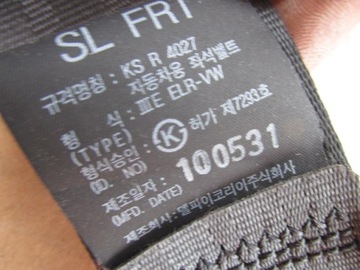 SL FRT
규격명칭 : KS R 4027
자동차용 좌석벨트
형 식 : ⅢE ELR-VW
(TYPE)
형식승인 : K 허가 제7293호
(ID. NO)
제조일자 : 100531
(MFD. DATE)
제조원 : 델파이코리아주식회사